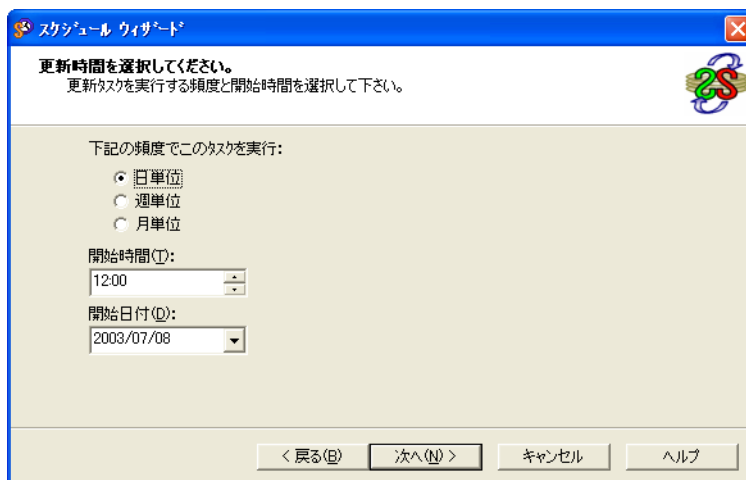 ｽｹｼﾞｭｰﾙ ｳｨｻﾞｰﾄﾞ
更新時間を選択してください。
更新ﾀｽｸを実行する頻度と開始時間を選択して下さい。
下記の頻度でこのﾀｽｸを実行:
日単位
週単位
月単位
開始時間(T):
12:00
開始日付(D):
2003/07/08
< 戻る(B)
次へ(N) >
キャンセル
ヘルプ